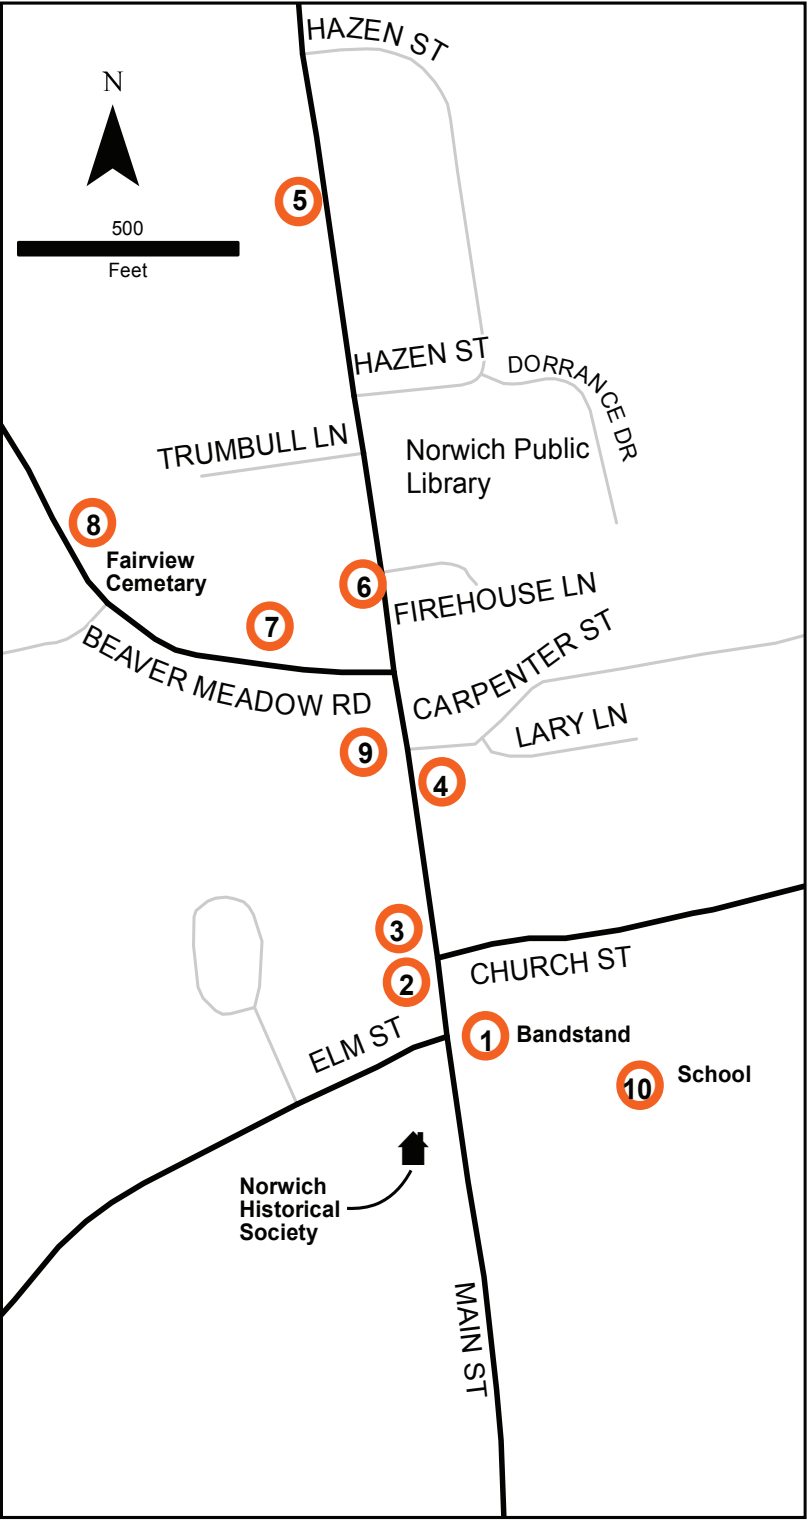 HAZEN ST
N
5
500
Feet
HAZEN ST
DORRANCE DR
TRUMBULL LN
Norwich Public
Library
8
Fairview
Cemetary
6
FIREHOUSE LN
7
BEAVER MEADOW RD
CARPENTER ST
LARY LN
9
4
3
CHURCH ST
2
ELM ST
1
Bandstand
10
School
Norwich
Historical
Society
MAIN ST